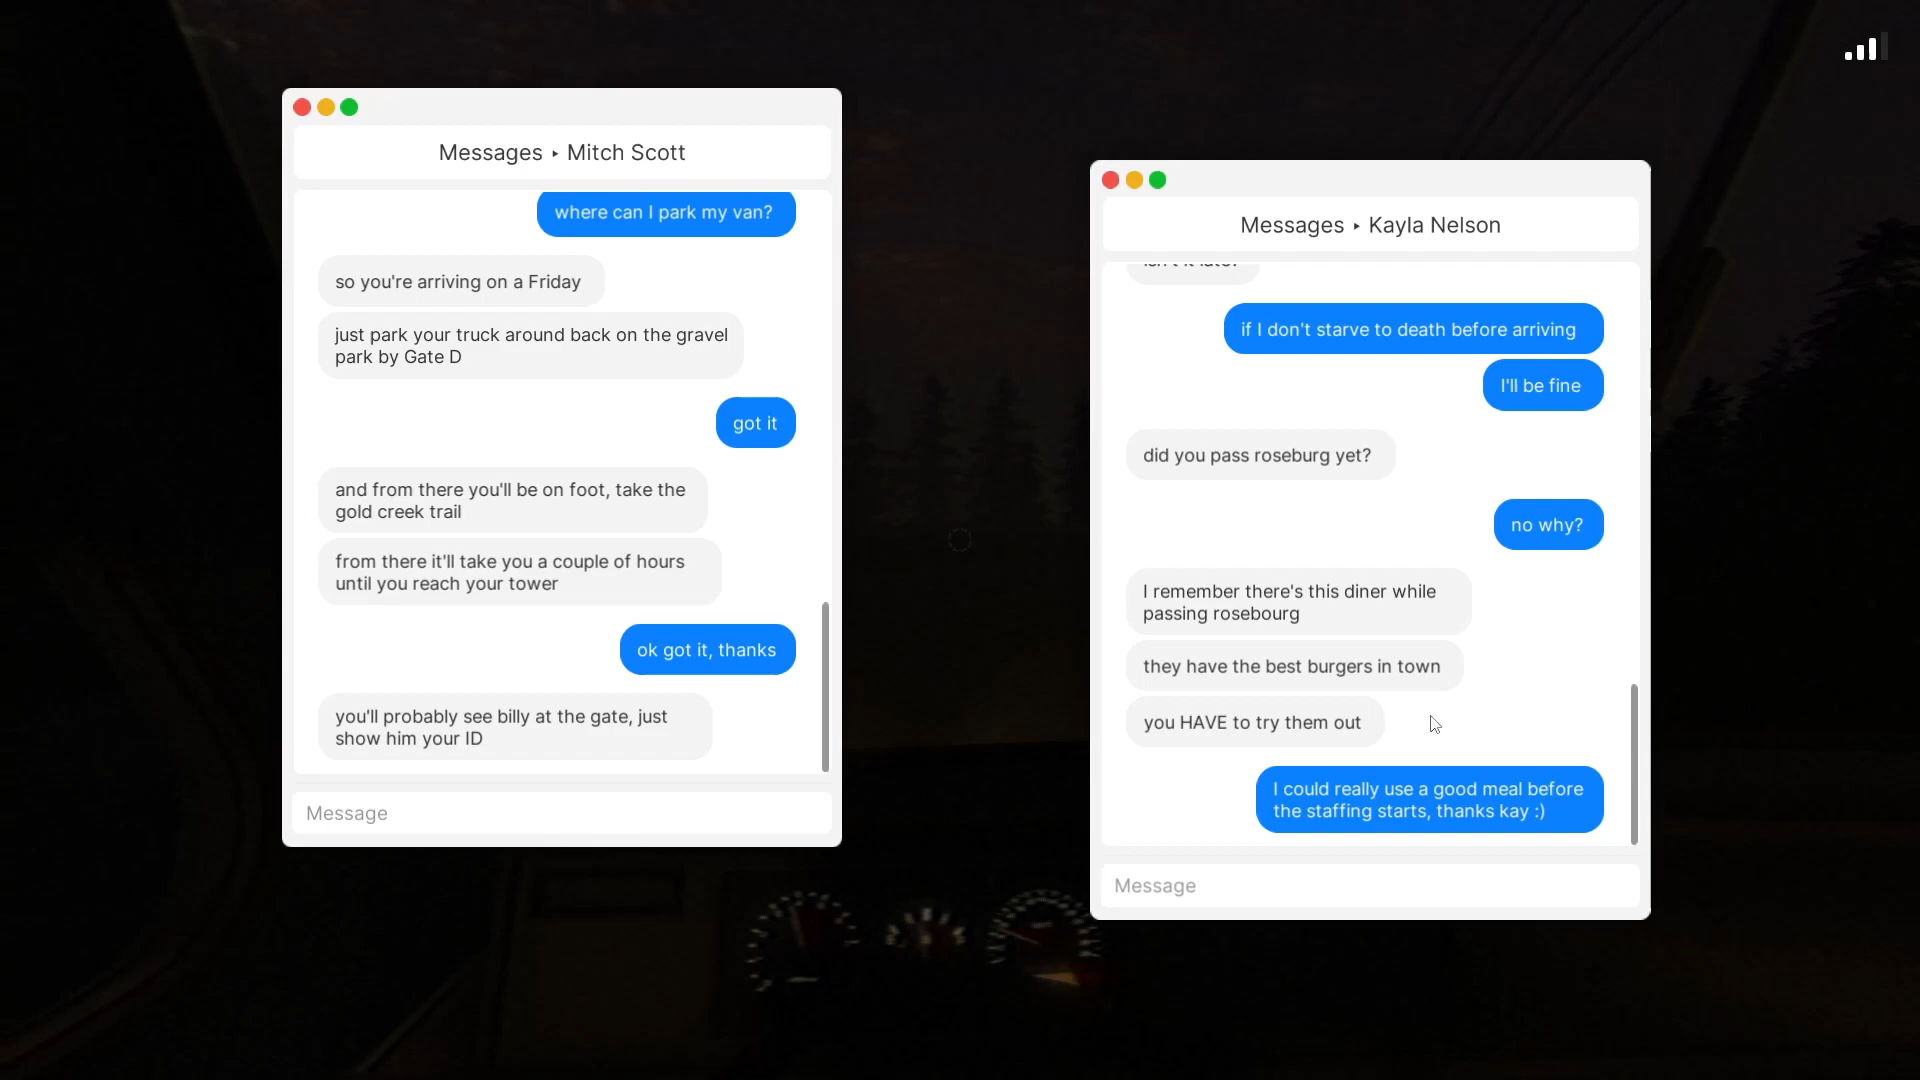 Messages ▸ Mitch Scott
where can I park my van?
so you're arriving on a Friday
just park your truck around back on the gravel
park by Gate D
got it
and from there you'll be on foot, take the
gold creek trail
from there it'll take you a couple of hours
until you reach your tower
ok got it, thanks
you'll probably see billy at the gate, just
show him your ID
Message
Messages ▸ Kayla Nelson
isn't it late?
if I don't starve to death before arriving
I'll be fine
did you pass roseburg yet?
no why?
I remember there's this diner while
passing rosebourg
they have the best burgers in town
you HAVE to try them out
I could really use a good meal before
the staffing starts, thanks kay :)
Message